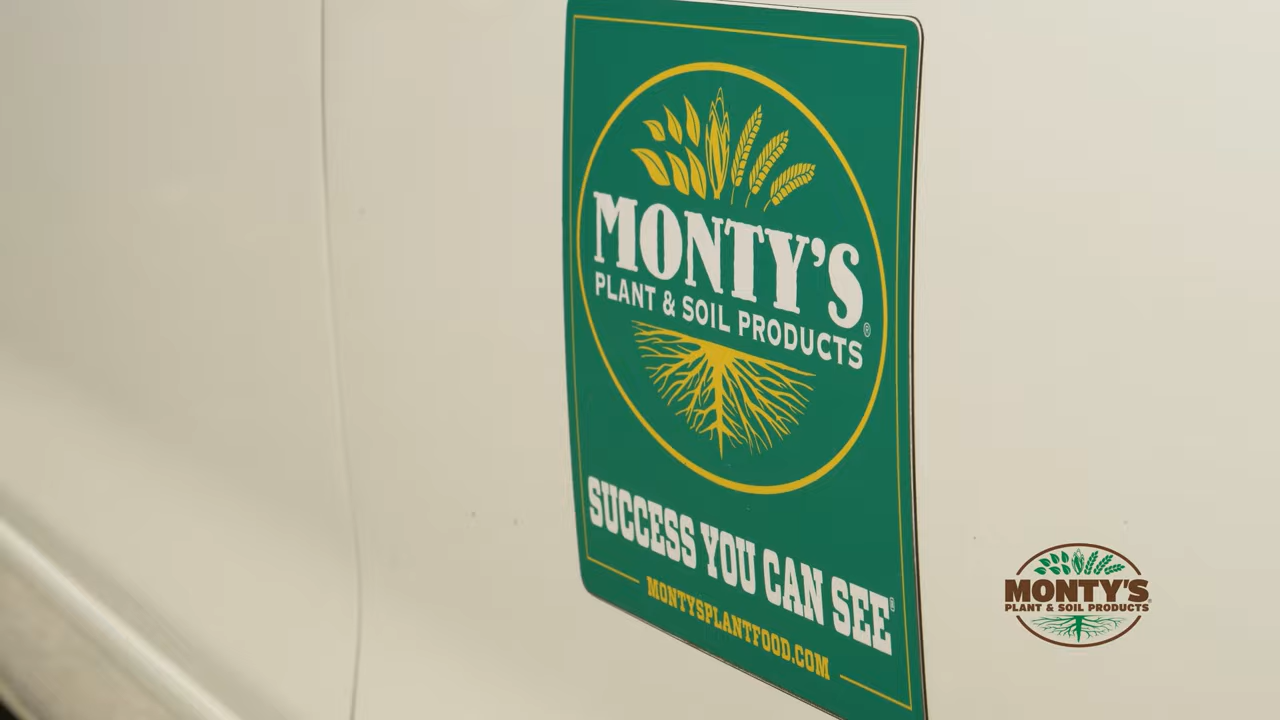 MONTY'S
PLANT & SOIL PRODUCTS
®
SUCCESS YOU CAN SEE
MONTYSPLANTFOOD.COM
MONTY'S
PLANT & SOIL PRODUCTS